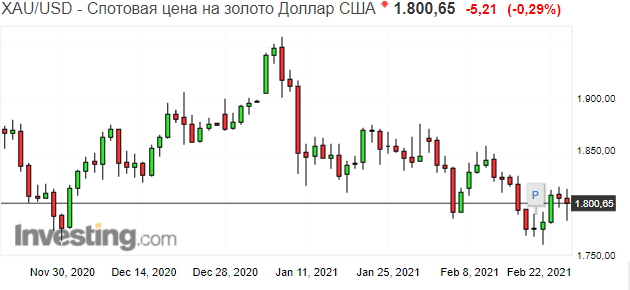 XAU/USD - Спотовая цена на золото Доллар США 1.800,65 -5,21 (-0,29%)
1.900,00
1.850,00
P
1.800,65
Investing.com
1.750,00
Nov 30, 2020 Dec 14, 2020 Dec 28, 2020 Jan 11, 2021 Jan 25, 2021 Feb 8, 2021 Feb 22, 2021